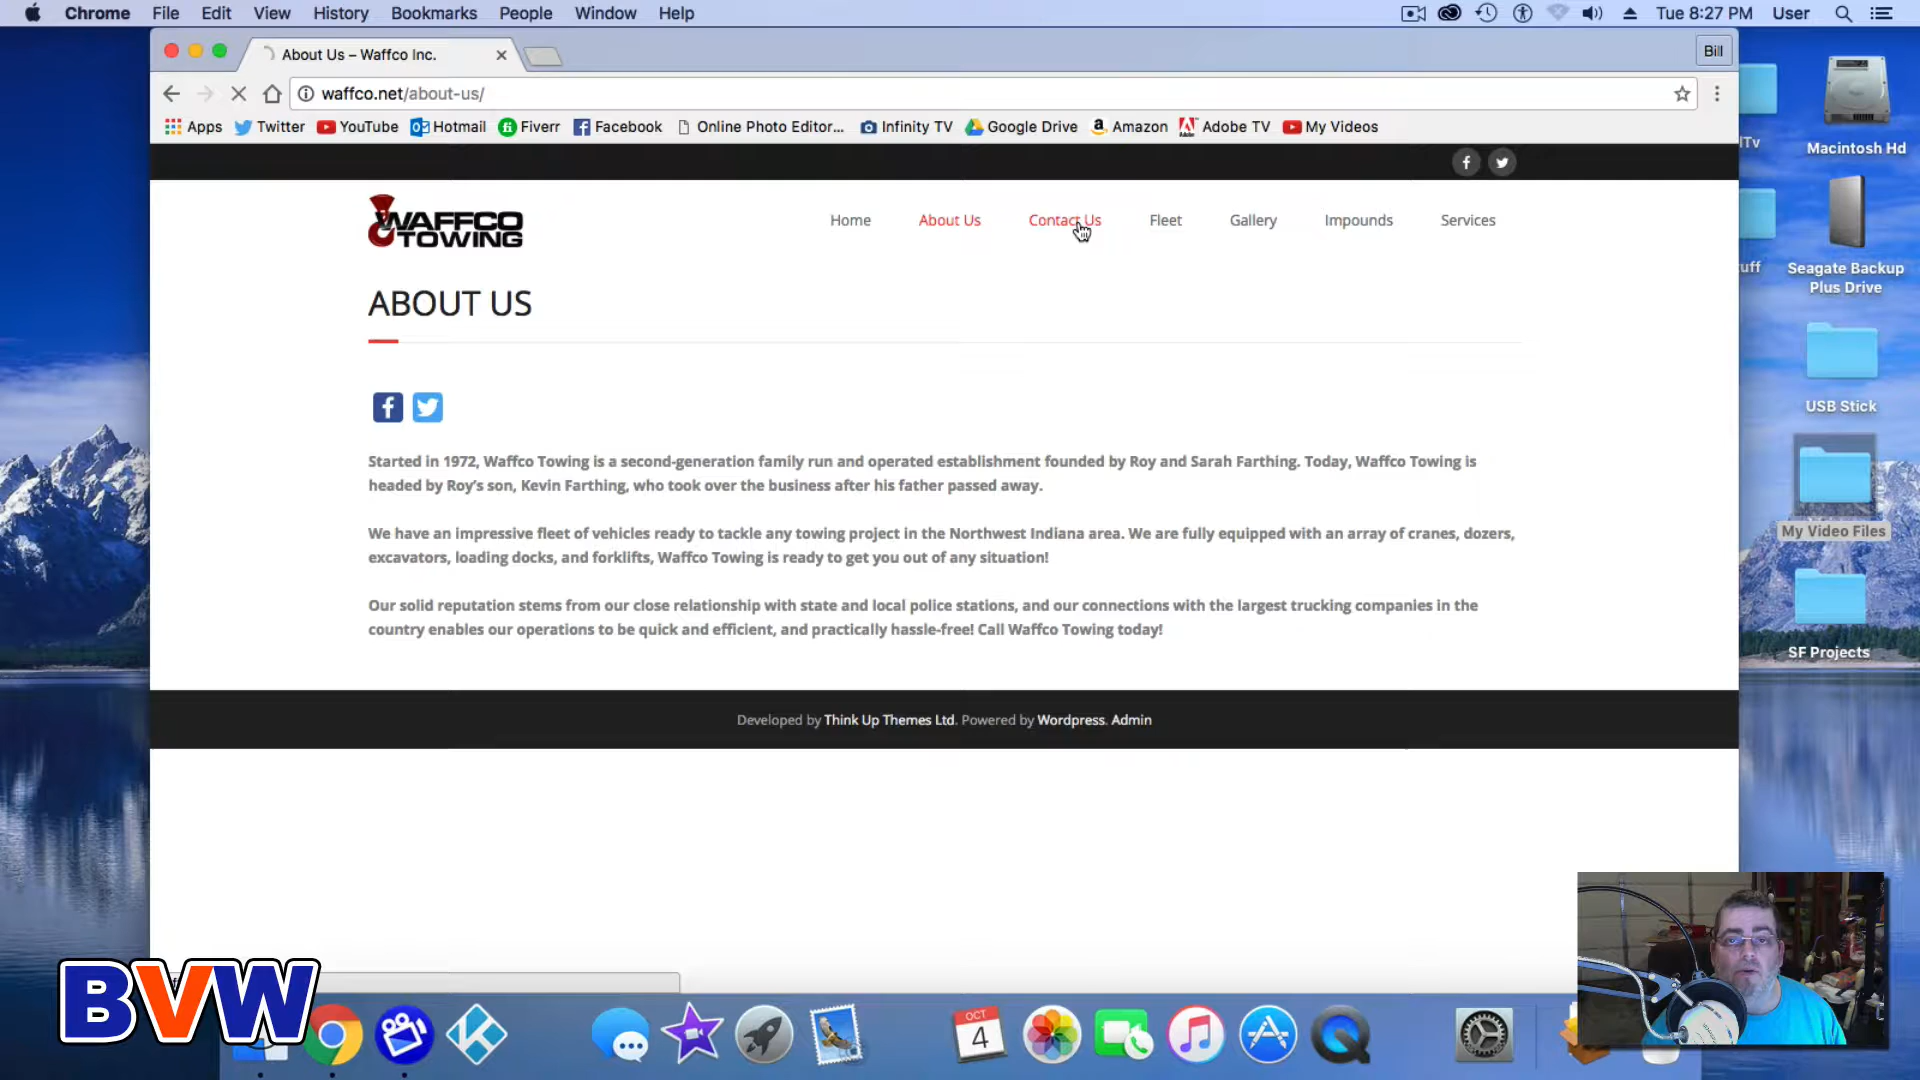 Chrome File Edit View History Bookmarks People Window Help Tue 8:27 PM User
About Us – Waffco Inc. Bill
waffco.net/about-us/
Apps Twitter YouTube Hotmail Fiverr Facebook Online Photo Editor... Infinity TV Google Drive Amazon Adobe TV My Videos
WAFFCO
TOWING
Home About Us Contact Us Fleet Gallery Impounds Services
ABOUT US
Started in 1972, Waffco Towing is a second-generation family run and operated establishment founded by Roy and Sarah Farthing. Today, Waffco Towing is
headed by Roy's son, Kevin Farthing, who took over the business after his father passed away.
We have an impressive fleet of vehicles ready to tackle any towing project in the Northwest Indiana area. We are fully equipped with an array of cranes, dozers,
excavators, loading docks, and forklifts, Waffco Towing is ready to get you out of any situation!
Our solid reputation stems from our close relationship with state and local police stations, and our connections with the largest trucking companies in the
country enables our operations to be quick and efficient, and practically hassle-free! Call Waffco Towing today!
Developed by Think Up Themes Ltd. Powered by Wordpress. Admin
Macintosh Hd
Seagate Backup
Plus Drive
USB Stick
My Video Files
SF Projects
BVW
OCT
4